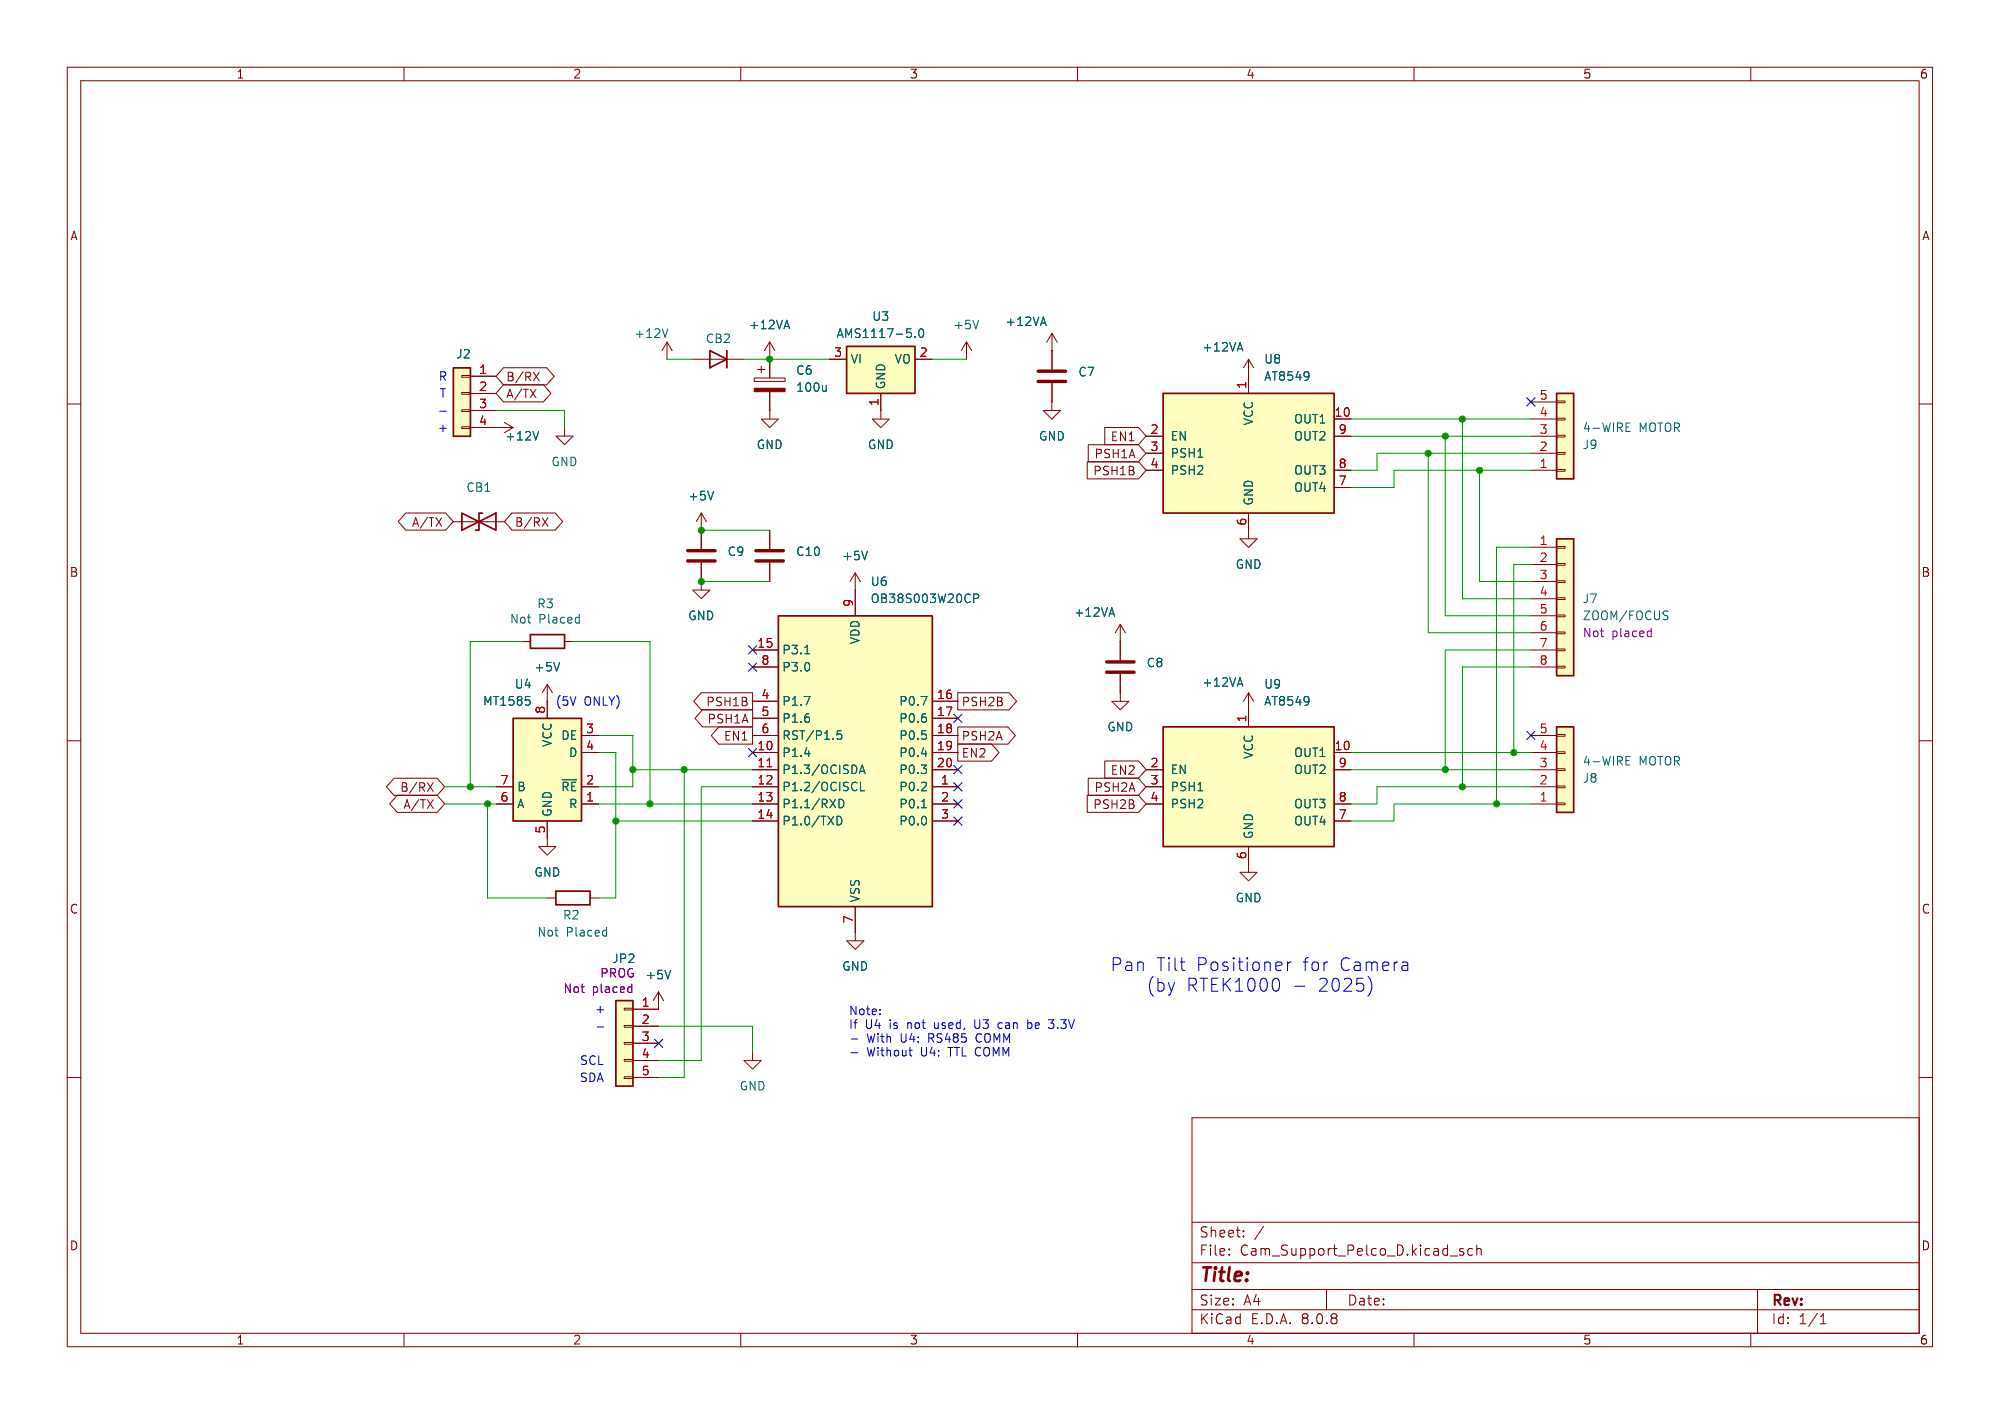 1 2 3 4 5 6
A
B
C
D
J2
R 1 B/RX
T 2 A/TX
- 3
+ 4 +12V
GND
CB1
A/TX B/RX
+12V
CB2
+12VA
+
C6
100u
GND
U3
AMS1117-5.0
3 VI VO 2
GND
1
GND
+5V
+12VA
C7
GND
+5V
C9 C10
GND
R3
Not Placed
+5V
U4
MT1585
(5V ONLY)
8
VCC
DE 3
D 4
B/RX 7 B RE 2
A/TX 6 A R 1
GND
5
GND
R2
Not Placed
+5V
U6
OB38S003W20CP
9
VDD
15 P3.1
8 P3.0
PSH1B 4 P1.7 P0.7 16 PSH2B
PSH1A 5 P1.6 P0.6 17
EN1 6 RST/P1.5 P0.5 18 PSH2A
10 P1.4 P0.4 19 EN2
11 P1.3/OCISDA P0.3 20
12 P1.2/OCISCL P0.2 1
13 P1.1/RXD P0.1 2
14 P1.0/TXD P0.0 3
VSS
7
GND
JP2
PROG
Not placed
+5V
+ 1
- 2
3
SCL 4
SDA 5
GND
Note:
If U4 is not used, U3 can be 3.3V
- With U4: RS485 COMM
- Without U4: TTL COMM
+12VA
U8
AT8549
1
VCC
OUT1 10
EN1 2 EN OUT2 9
PSH1A 3 PSH1
PSH1B 4 PSH2 OUT3 8
OUT4 7
GND
6
GND
5
4
3
2
1
4-WIRE MOTOR
J9
1
2
3
4
5
6
7
8
J7
ZOOM/FOCUS
Not placed
+12VA
C8
GND
+12VA
U9
AT8549
1
VCC
OUT1 10
EN2 2 EN OUT2 9
PSH2A 3 PSH1
PSH2B 4 PSH2 OUT3 8
OUT4 7
GND
6
GND
5
4
3
2
1
4-WIRE MOTOR
J8
Pan Tilt Positioner for Camera
(by RTEK1000 - 2025)
Sheet: /
File: Cam_Support_Pelco_D.kicad_sch
Title:
Size: A4 Date: Rev:
KiCad E.D.A. 8.0.8 Id: 1/1
A
B
C
D
1 2 3 4 5 6